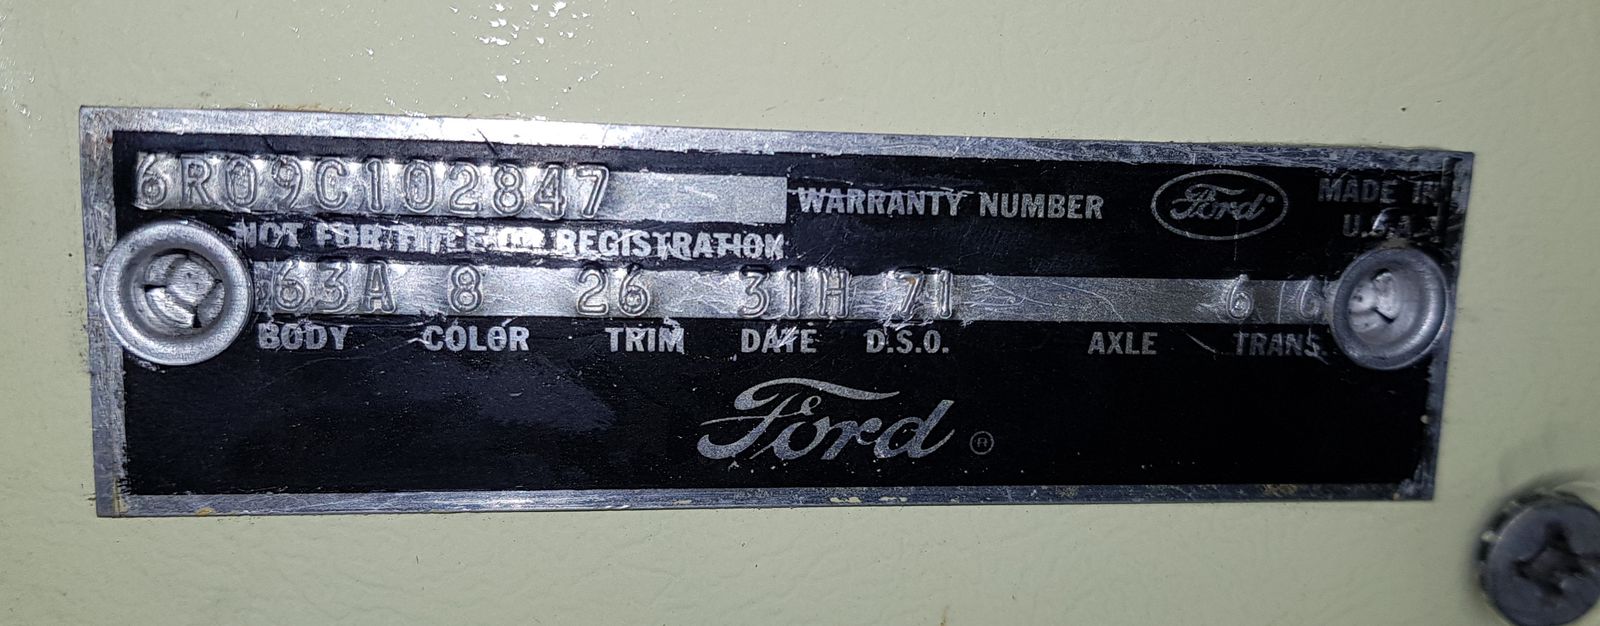 6R09C102847
WARRANTY NUMBER
Ford
MADE IN
U.S.A.
NOT FOR TITLE OR REGISTRATION
63A 8 26 31H 71 6 6
BODY COLOR TRIM DATE D.S.O. AXLE TRANS.
Ford ®